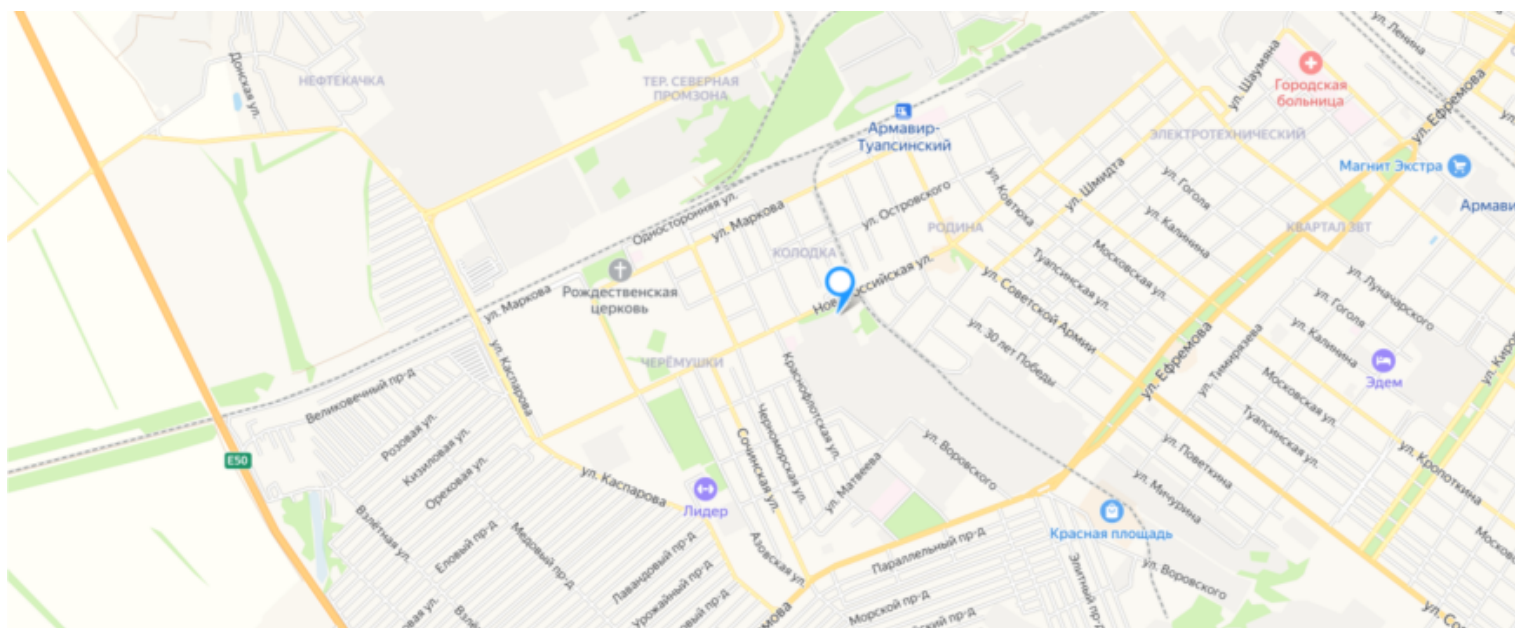 ул. Ленина
Донская ул.
НЕФТЕКАЧКА
ТЕР. СЕВЕРНАЯ
ПРОМЗОНА
ул. Шаумяна
Городская
больница
ул. Ефремова
Армавир-
Туапсинский
ЭЛЕКТРОТЕХНИЧЕСКИЙ
Магнит Экстра
ул. Ковтюха
ул. Шмидта
ул. Гоголя
ул. Островского
Односторонняя ул.
ул. Маркова
КОЛОДКА
РОДИНА
ул. Калинина
КВАРТАЛ ЗВТ
Московская ул.
Туапсинская ул.
Рождественская
церковь
ул. Маркова
ул. Советской Армии
ул. Луначарского
ул. Гоголя
ул. Калинина
ул. 30 лет Победы
ул. Каспарова
ЧЕРЁМУШКИ
Краснофлотская ул.
ул. Ефремова
ул. Тимирязева
Эдем
Великовечный пр-д
Московская ул.
Розовая ул.
Кизиловая ул.
Ореховая ул.
Черноморская ул.
Сочинская ул.
Туапсинская ул.
ул. Воровского
ул. Поветкина
ул. Кропоткина
E50
ул. Каспарова
ул. Матвеева
ул. Мичурина
Лидер
Взлётная ул.
Красная площадь
Еловый пр-д
Медовый пр-д
Лавандовый пр-д
Азовская ул.
Параллельный пр-д
ул. Воровского
Урожайный пр-д
Элитный пр-д
Морской пр-д